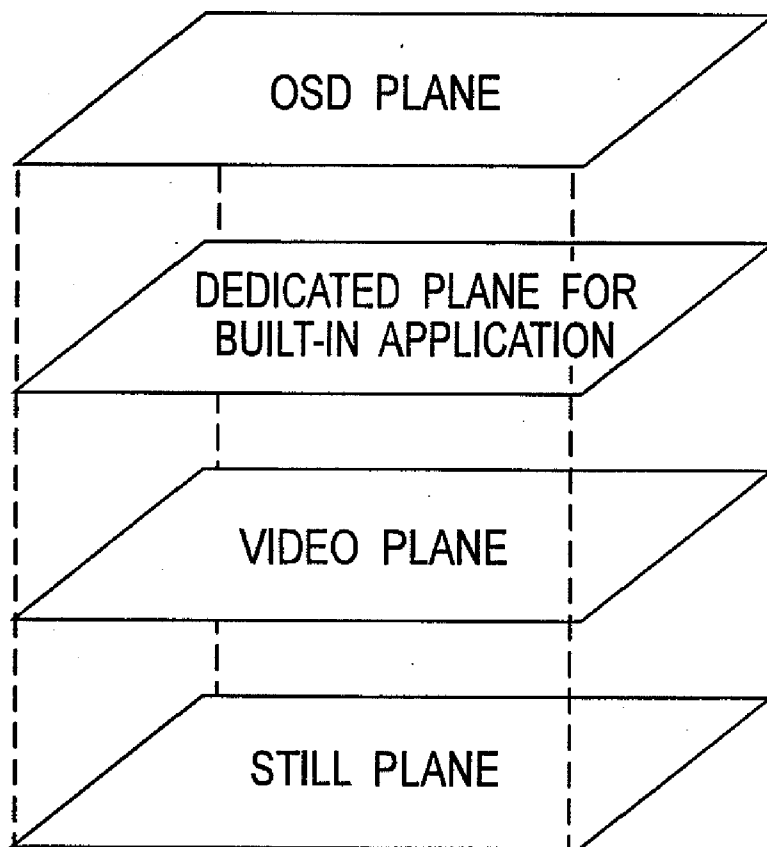 OSD PLANE
DEDICATED PLANE FOR
BUILT-IN APPLICATION
VIDEO PLANE
STILL PLANE